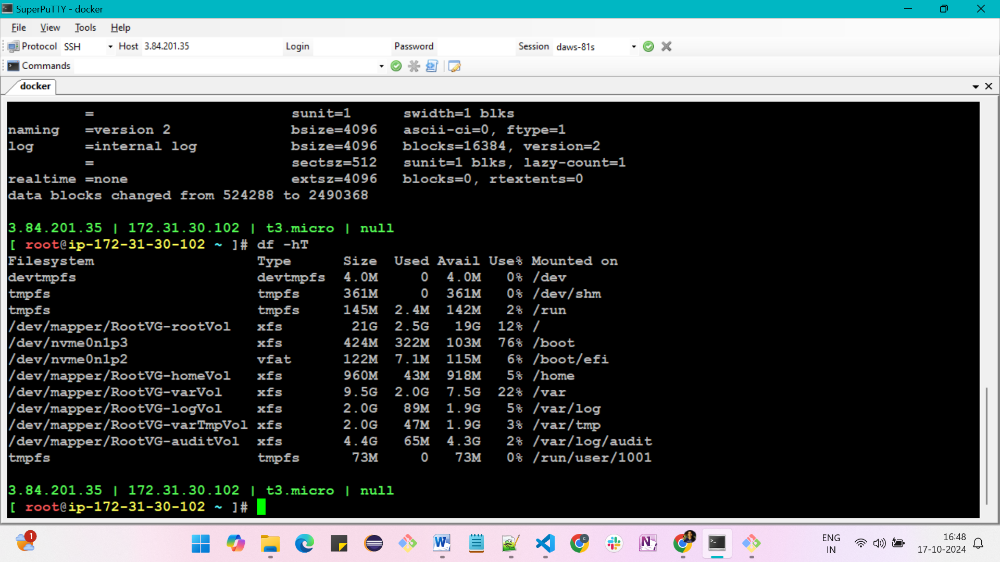 SuperPuTTY - docker
File View Tools Help
Protocol SSH Host 3.84.201.35 Login Password Session daws-81s
Commands
docker
         =                       sunit=1      swidth=1 blks
naming   =version 2              bsize=4096   ascii-ci=0, ftype=1
log      =internal log           bsize=4096   blocks=16384, version=2
         =                       sectsz=512   sunit=1 blks, lazy-count=1
realtime =none                   extsz=4096   blocks=0, rtextents=0
data blocks changed from 524288 to 2490368
3.84.201.35 | 172.31.30.102 | t3.micro | null
[ root@ip-172-31-30-102 ~ ]# df -hT
Filesystem                   Type      Size  Used Avail Use% Mounted on
devtmpfs                     devtmpfs  4.0M     0  4.0M   0% /dev
tmpfs                        tmpfs     361M     0  361M   0% /dev/shm
tmpfs                        tmpfs     145M  2.4M  142M   2% /run
/dev/mapper/RootVG-rootVol   xfs        21G  2.5G   19G  12% /
/dev/nvme0n1p3               xfs       424M  322M  103M  76% /boot
/dev/nvme0n1p2               vfat      122M  7.1M  115M   6% /boot/efi
/dev/mapper/RootVG-homeVol   xfs       960M   43M  918M   5% /home
/dev/mapper/RootVG-varVol    xfs       9.5G  2.0G  7.5G  22% /var
/dev/mapper/RootVG-logVol    xfs       2.0G   89M  1.9G   5% /var/log
/dev/mapper/RootVG-varTmpVol xfs       2.0G   47M  1.9G   3% /var/tmp
/dev/mapper/RootVG-auditVol  xfs       4.4G   65M  4.3G   2% /var/log/audit
tmpfs                        tmpfs      73M     0   73M   0% /run/user/1001
3.84.201.35 | 172.31.30.102 | t3.micro | null
[ root@ip-172-31-30-102 ~ ]#
1
ENG
IN
16:48
17-10-2024